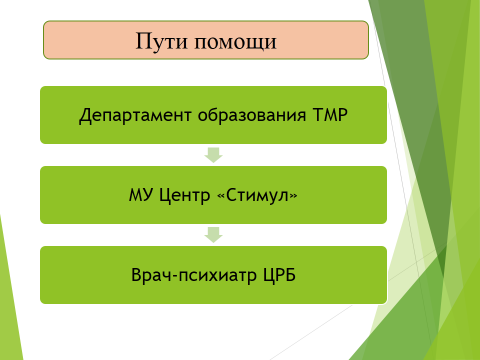 Пути помощи
Департамент образования ТМР
МУ Центр «Стимул»
Врач-психиатр ЦРБ